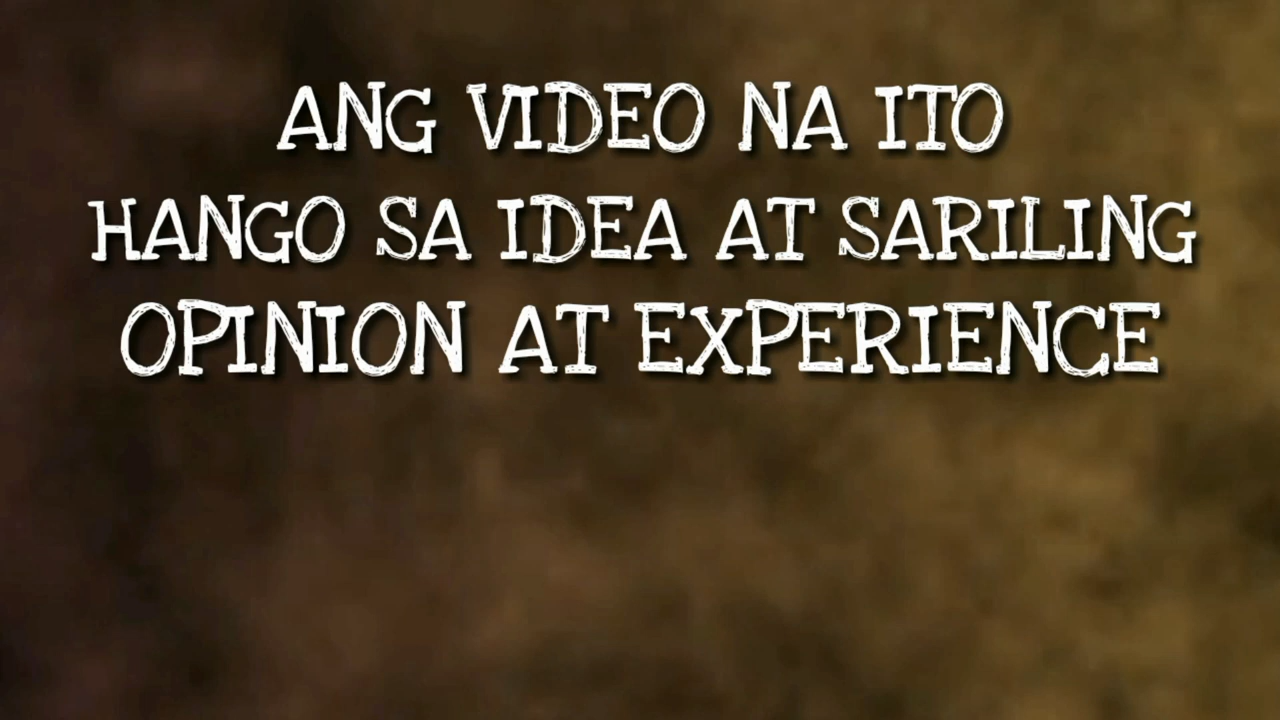 ANG VIDEO NA ITO
HANGO SA IDEA AT SARILING
OPINION AT EXPERIENCE